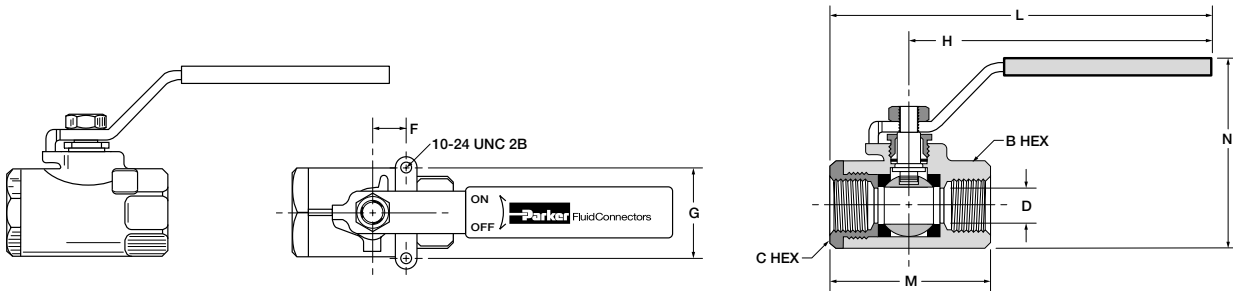 F
10-24 UNC 2B
ON
OFF
Parker FluidConnectors
G
L
H
B HEX
N
D
C HEX
M